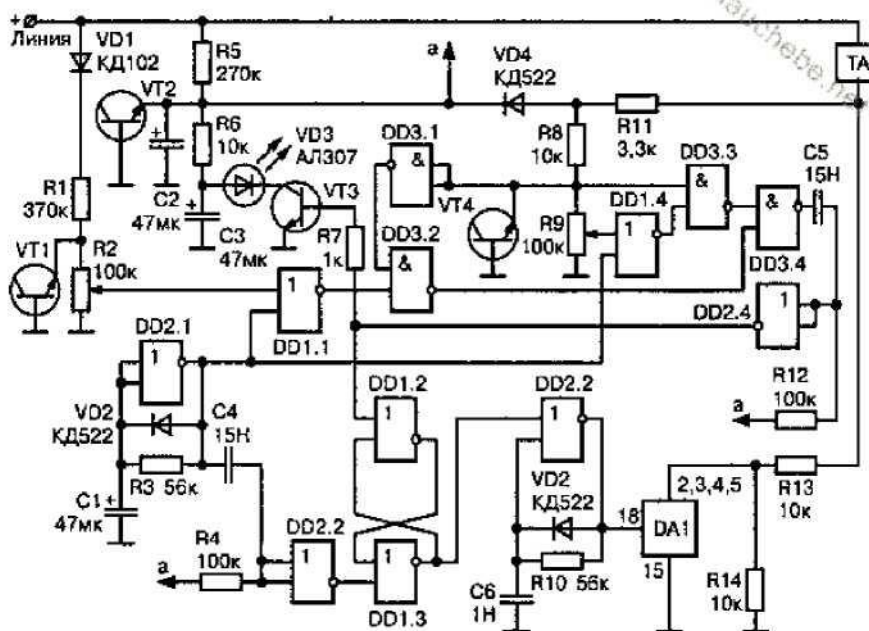 +
Линия
VD1
КД102
R5
270к
а
VD4
КД522
TA
VT2
R6
10к
VD3
АЛ307
DD3.1
&
R8
10к
R11
3,3к
DD3.3
&
C5
15Н
R1
370к
C2
47мк
+
VT3
VT4
R9
100к
DD1.4
1
&
+
C3
47мк
R7
1к
DD3.2
&
DD3.4
VT1
R2
100к
1
DD1.1
DD2.4
1
DD2.1
1
R12
100к
а
VD2
КД522
C4
15Н
DD1.2
1
DD2.2
1
R3 56к
VD2
КД522
2,3,4,5
R13
10к
C1
+
47мк
R4
100к
а
DD2.2
1
1
DD1.3
18
DA1
15
R10 56к
C6
1Н
R14
10к